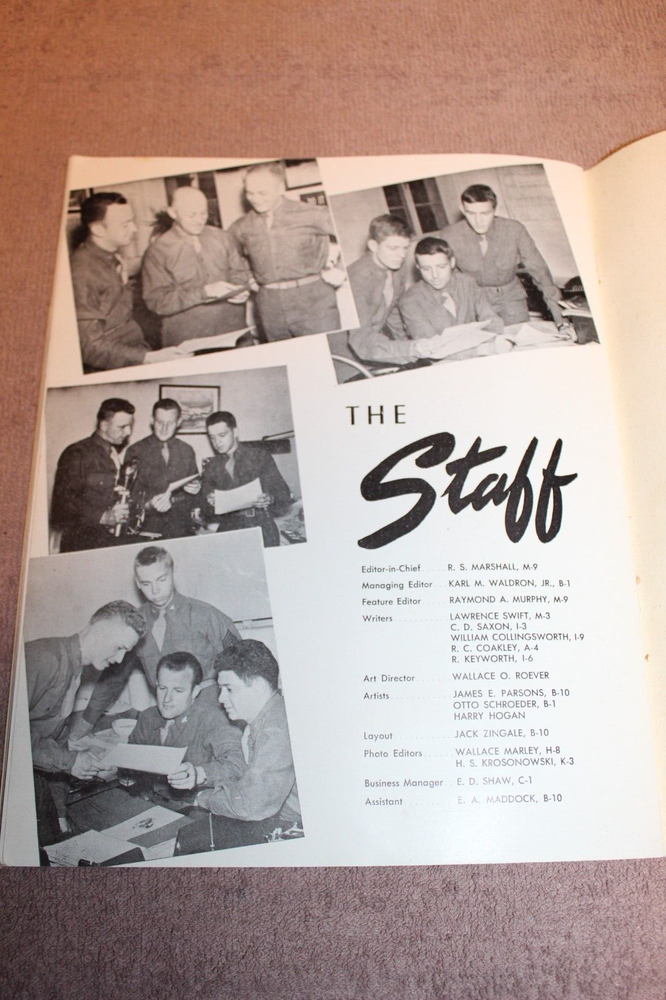 THE
Staff
Editor-in-Chief ..... R. S. MARSHALL, M-9
Managing Editor .... KARL M. WALDRON, JR., B-1
Feature Editor ...... RAYMOND A. MURPHY, M-9
Writers ............. LAWRENCE SWIFT, M-3
C. D. SAXON, I-3
WILLIAM COLLINGSWORTH, I-9
R. C. COAKLEY, A-4
R. KEYWORTH, I-6
Art Director ........ WALLACE O. ROEVER
Artists ............. JAMES E. PARSONS, B-10
OTTO SCHROEDER, B-1
HARRY HOGAN
Layout ............. JACK ZINGALE, B-10
Photo Editors ....... WALLACE MARLEY, H-8
H. S. KROSONOWSKI, K-3
Business Manager ... E. D. SHAW, C-1
Assistant ........... E. A. MADDOCK, B-10